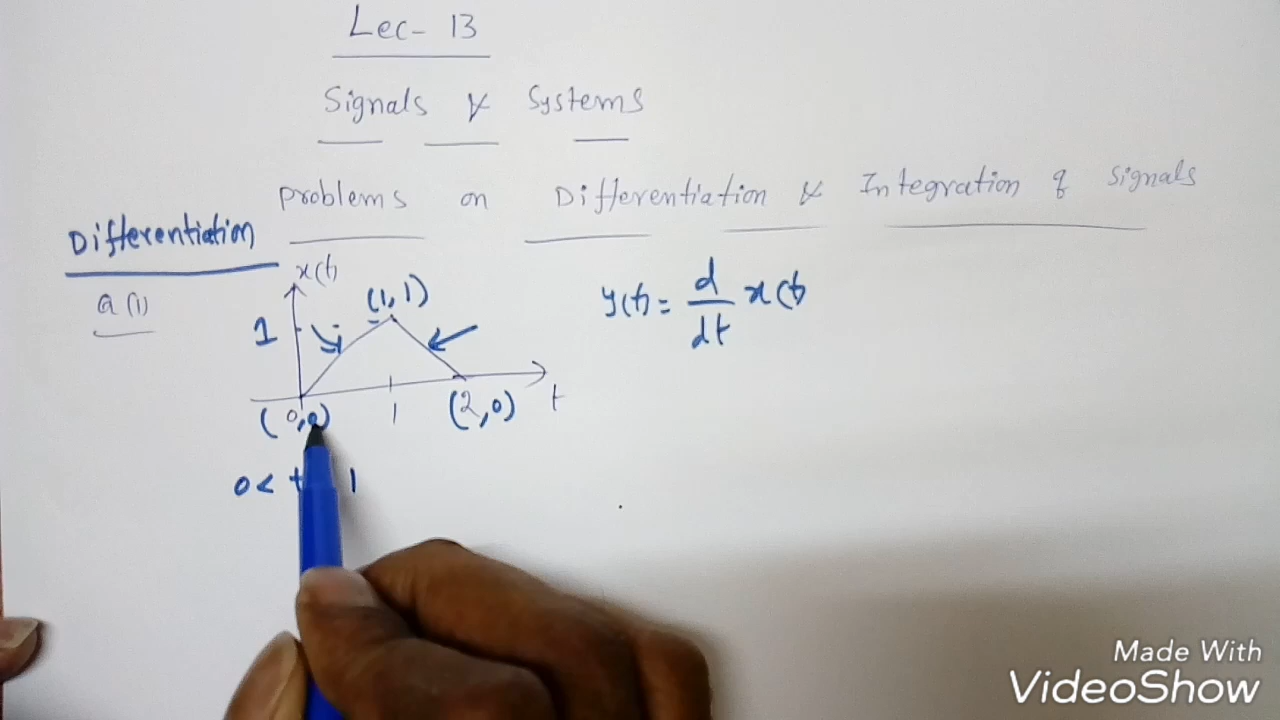 Lec- 13
Signals & Systems
Problems on Differentiation & Integration of Signals
Differentiation
Q(1)
x(t)
(1,1)
1
y(t) = d/dt x(t)
(0,0) 1 (2,0) t
0 < t 1
Made With
VideoShow